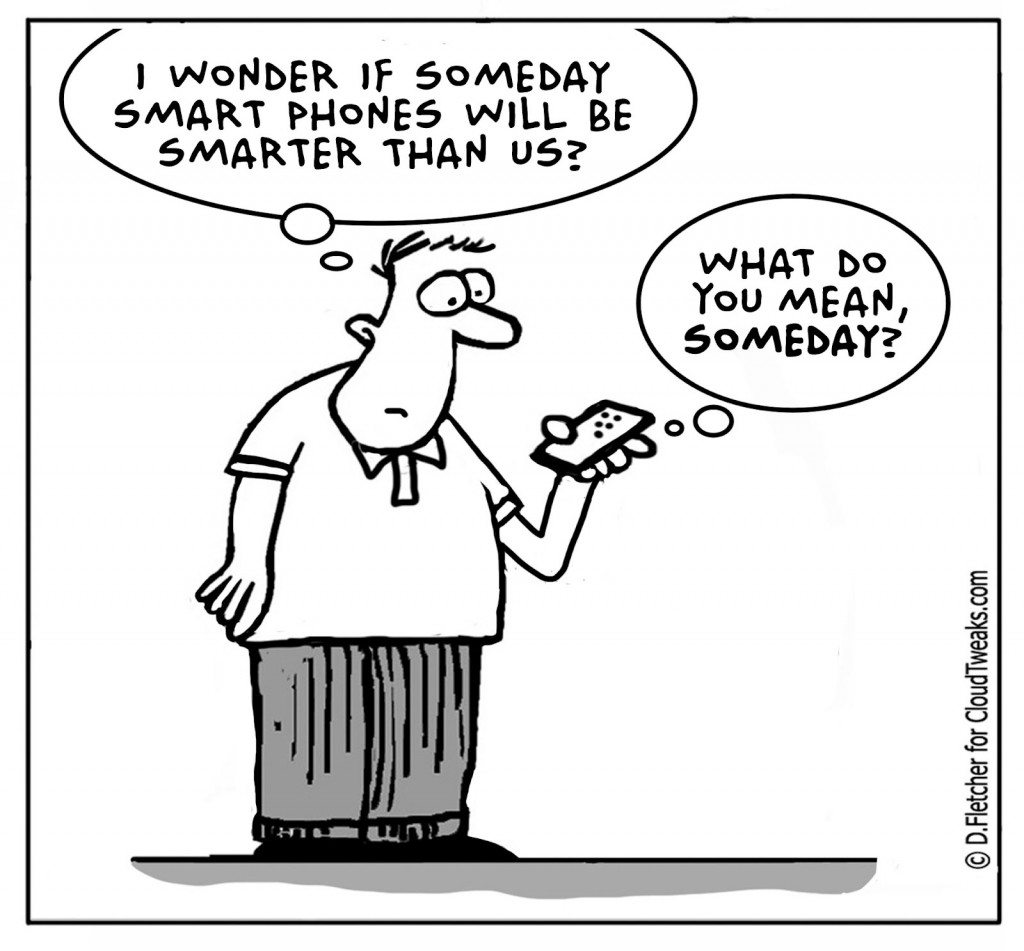 I WONDER IF SOMEDAY
SMART PHONES WILL BE
SMARTER THAN US?
WHAT DO
YOU MEAN,
SOMEDAY?
© D.Fletcher for CloudTweaks.com